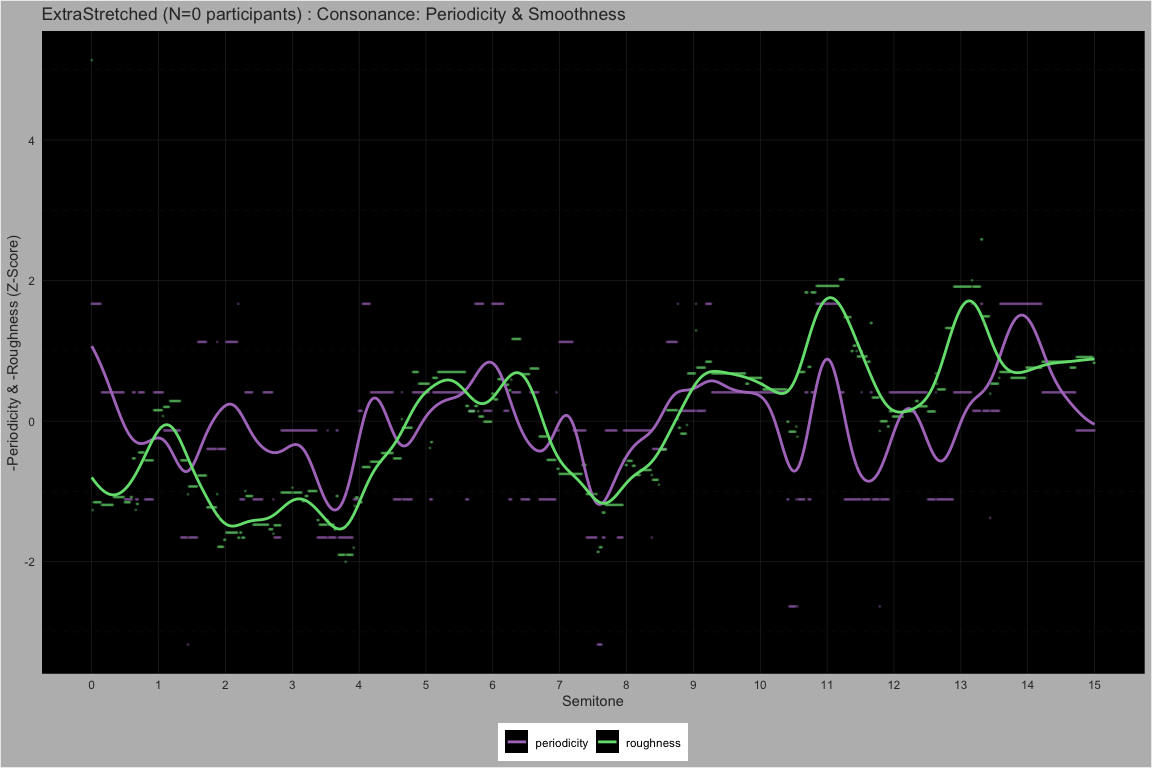 ExtraStretched (N=0 participants) : Consonance: Periodicity & Smoothness
-Periodicity & -Roughness (Z-Score)
4
2
0
-2
0 1 2 3 4 5 6 7 8 9 10 11 12 13 14 15
Semitone
periodicity roughness